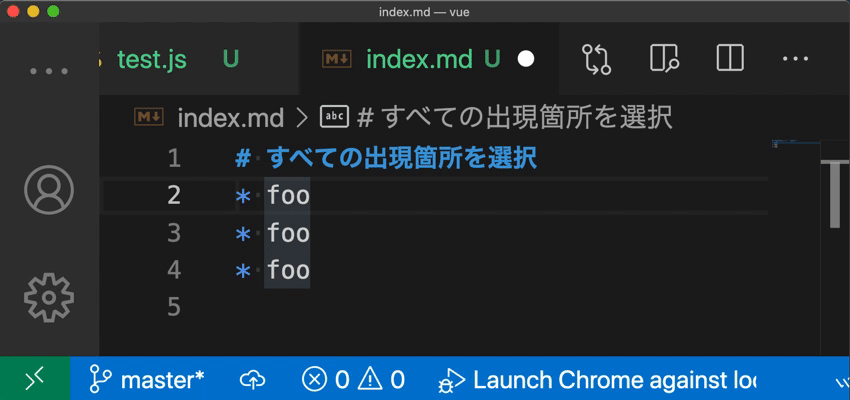 index.md — vue
test.js U index.md U
index.md > abc # すべての出現箇所を選択
1 # すべての出現箇所を選択
2 * foo
3 * foo
4 * foo
5
master* 0 0 Launch Chrome against